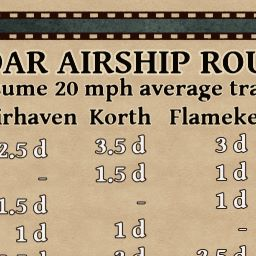 DAR AIRSHIP ROU
ume 20 mph average tra
irhaven Korth Flameke
2.5 d 3.5 d 3 d
- 1.5 d 1 d
1.5 d - 1 d
1 d 1 d -